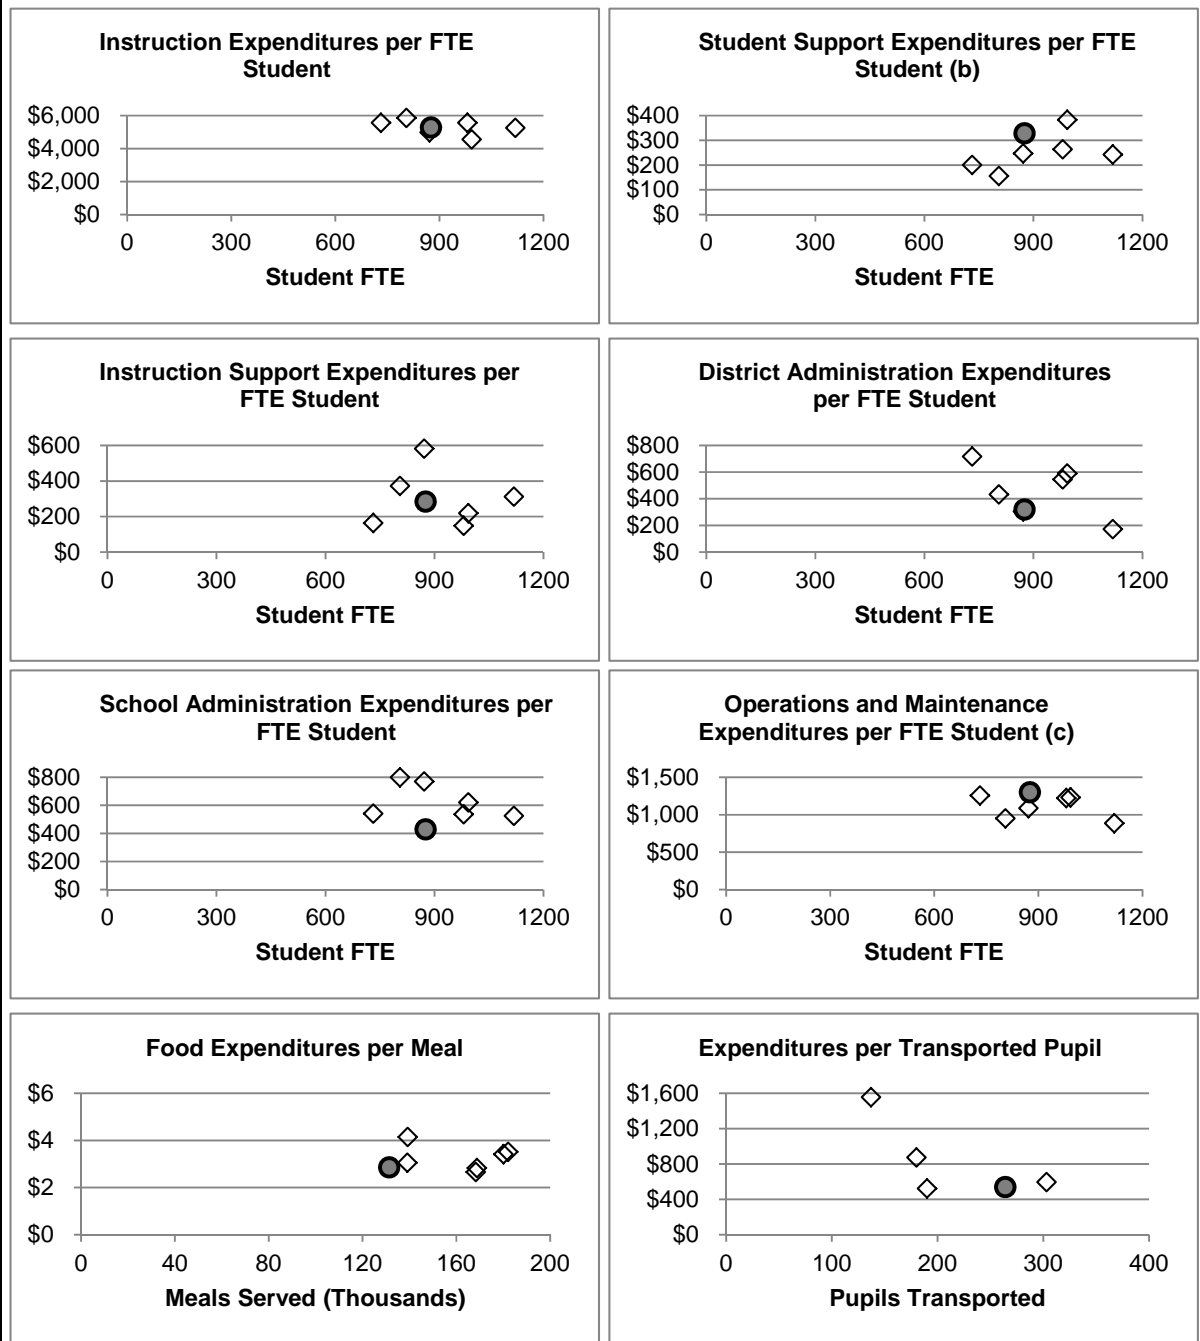 Instruction Expenditures per FTE
Student
$6,000
$4,000
$2,000
$0
0 300 600 900 1200
Student FTE
Student Support Expenditures per FTE
Student (b)
$400
$300
$200
$100
$0
0 300 600 900 1200
Student FTE
Instruction Support Expenditures per
FTE Student
$600
$400
$200
$0
0 300 600 900 1200
Student FTE
District Administration Expenditures
per FTE Student
$800
$600
$400
$200
$0
0 300 600 900 1200
Student FTE
School Administration Expenditures per
FTE Student
$800
$600
$400
$200
$0
0 300 600 900 1200
Student FTE
Operations and Maintenance
Expenditures per FTE Student (c)
$1,500
$1,000
$500
$0
0 300 600 900 1200
Student FTE
Food Expenditures per Meal
$6
$4
$2
$0
0 40 80 120 160 200
Meals Served (Thousands)
Expenditures per Transported Pupil
$1,600
$1,200
$800
$400
$0
0 100 200 300 400
Pupils Transported